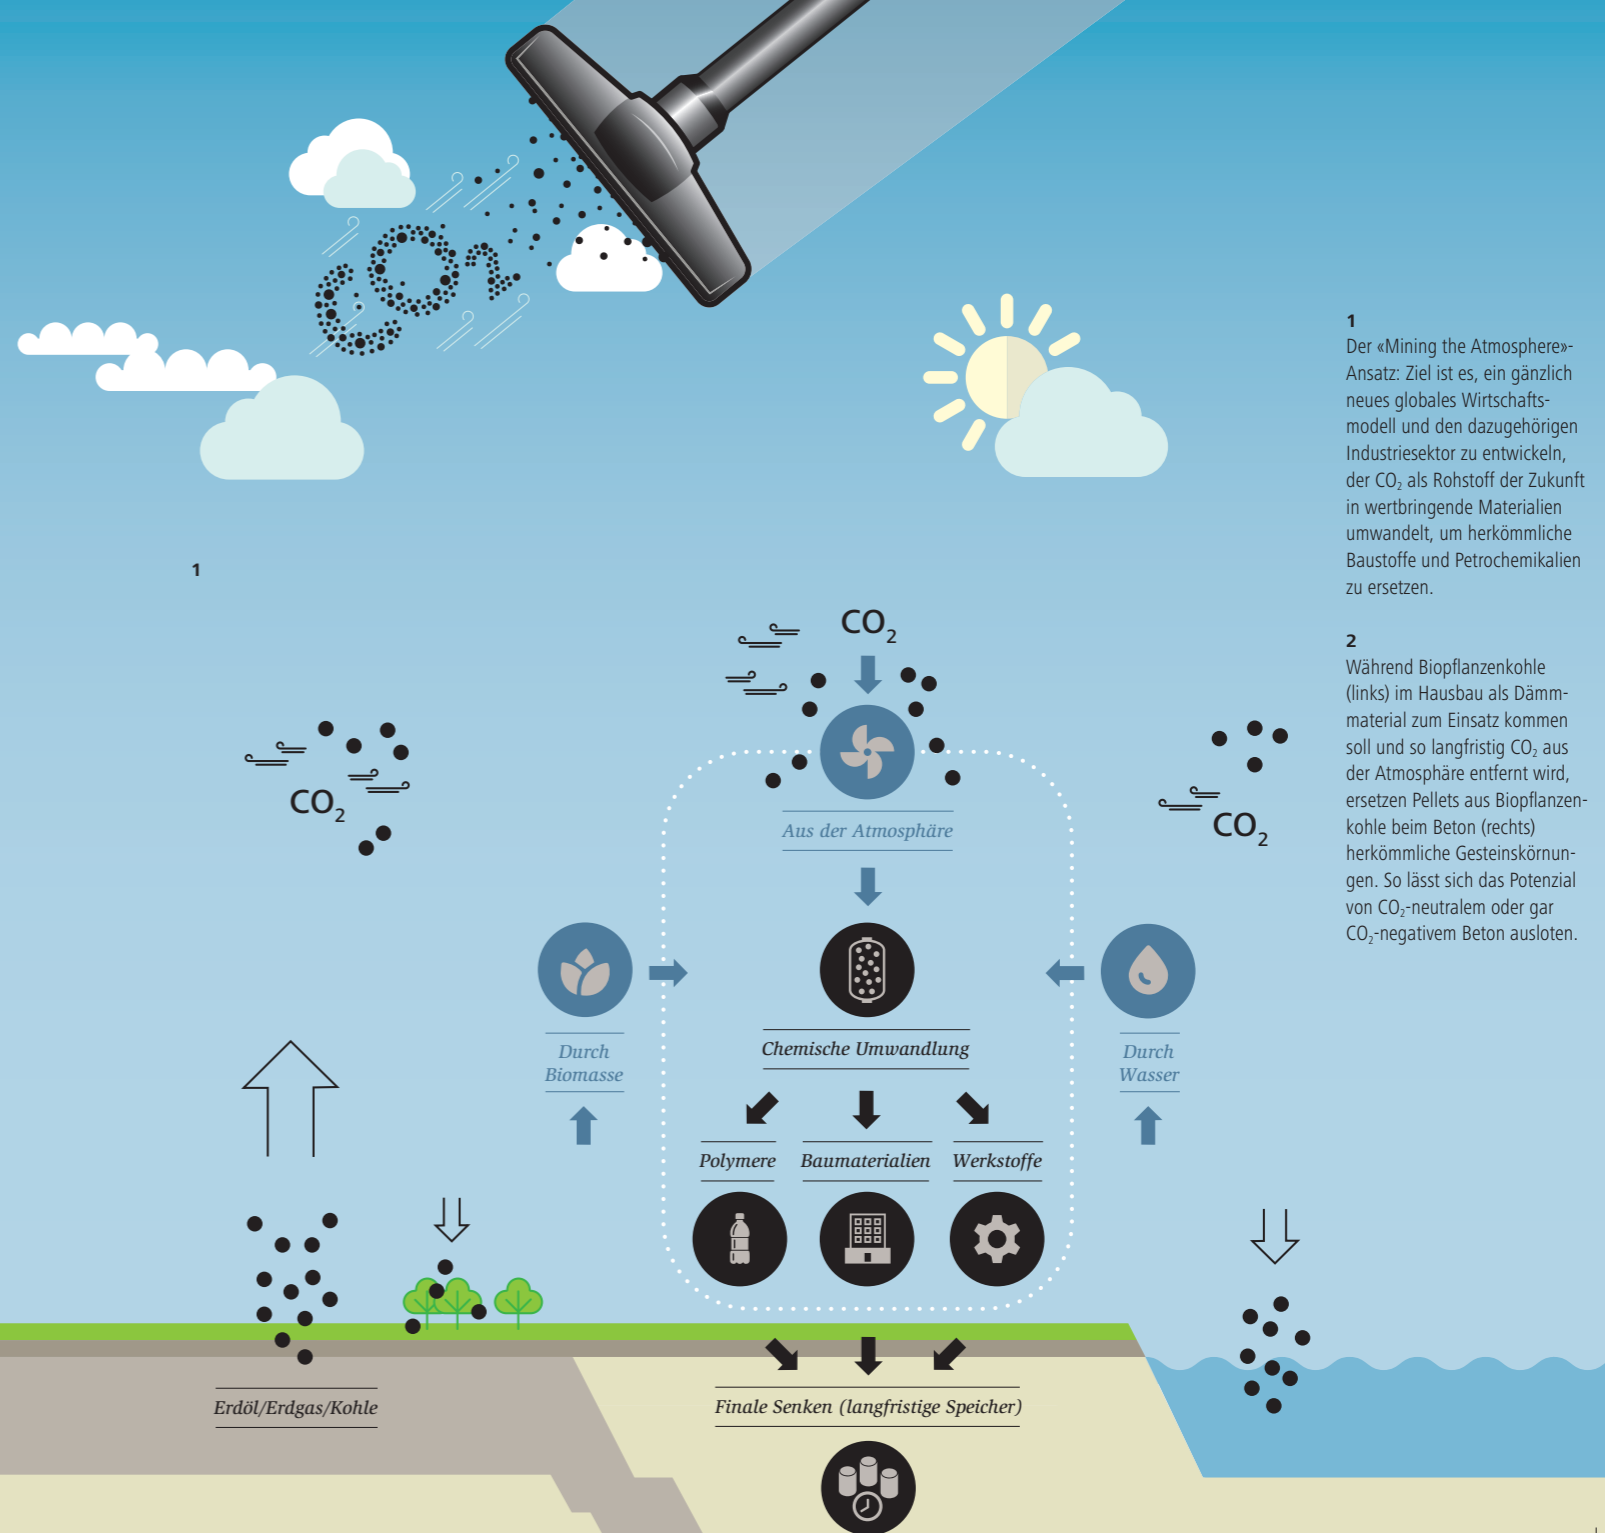 CO2
1
Der «Mining the Atmosphere»-
Ansatz: Ziel ist es, ein gänzlich
neues globales Wirtschafts-
modell und den dazugehörigen
Industriesektor zu entwickeln,
der CO₂ als Rohstoff der Zukunft
in wertbringende Materialien
umwandelt, um herkömmliche
Baustoffe und Petrochemikalien
zu ersetzen.
2
Während Biopflanzenkohle
(links) im Hausbau als Dämm-
material zum Einsatz kommen
soll und so langfristig CO₂ aus
der Atmosphäre entfernt wird,
ersetzen Pellets aus Biopflanzen-
kohle beim Beton (rechts)
herkömmliche Gesteinskörnun-
gen. So lässt sich das Potenzial
von CO₂-neutralem oder gar
CO₂-negativem Beton ausloten.
1
CO₂
CO₂
CO₂
Aus der Atmosphäre
Durch
Biomasse
Chemische Umwandlung
Durch
Wasser
Polymere
Baumaterialien
Werkstoffe
Erdöl/Erdgas/Kohle
Finale Senken (langfristige Speicher)